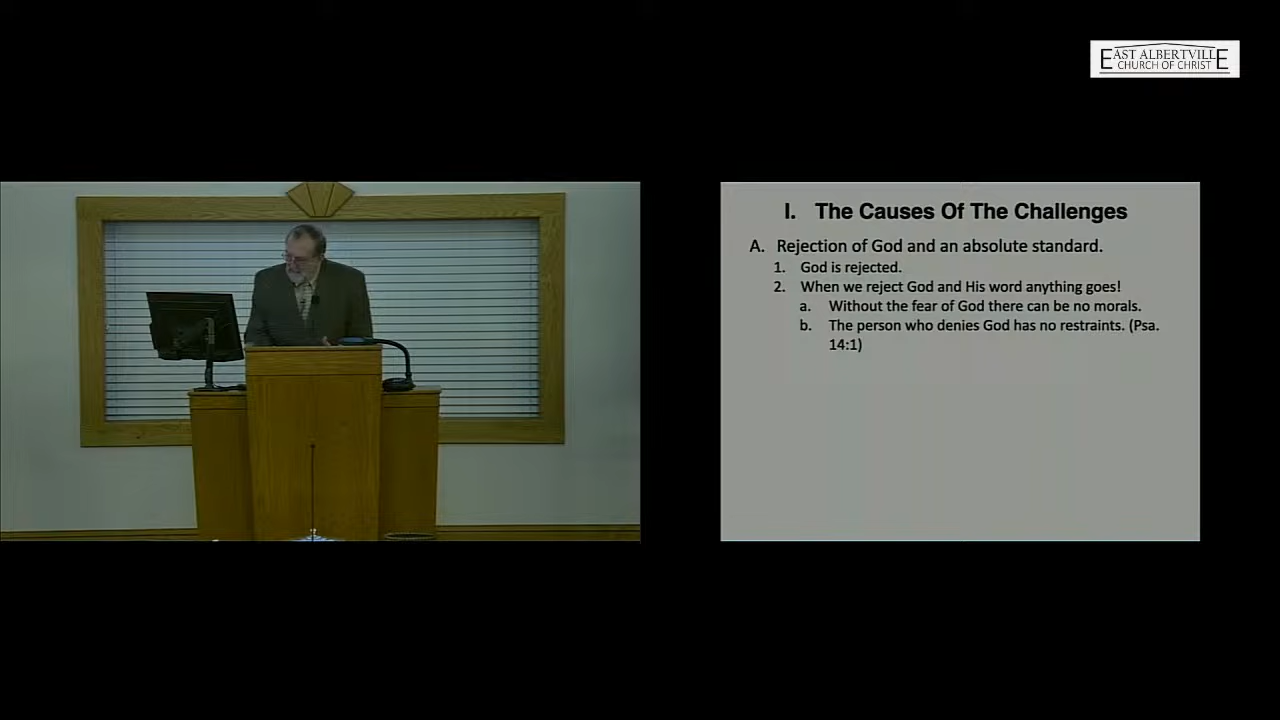 EAST ALBERTVILLE
CHURCH OF CHRIST
I. The Causes Of The Challenges
A. Rejection of God and an absolute standard.
1. God is rejected.
2. When we reject God and His word anything goes!
a. Without the fear of God there can be no morals.
b. The person who denies God has no restraints. (Psa.
14:1)